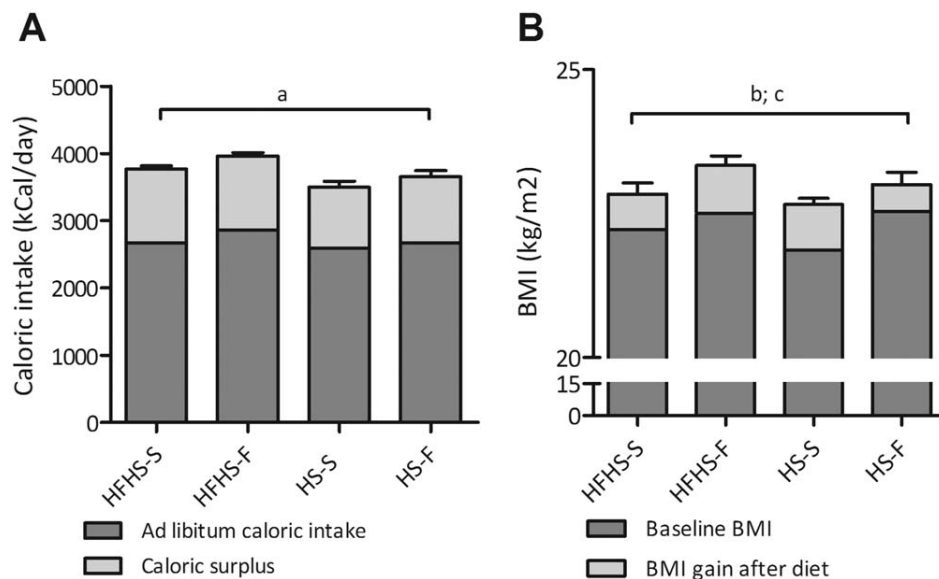 A
Caloric intake (kCal/day)
5000
4000
3000
2000
1000
0
a
HFHS-S
HFHS-F
HS-S
HS-F
Ad libitum caloric intake
Caloric surplus
B
BMI (kg/m2)
25
20
15
0
b; c
HFHS-S
HFHS-F
HS-S
HS-F
Baseline BMI
BMI gain after diet